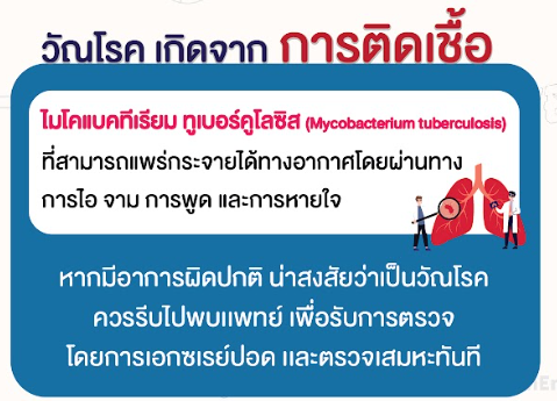 วัณโรค เกิดจาก การติดเชื้อ
ไมโคแบคทีเรียม ทูเบอร์คูโลซิส (Mycobacterium tuberculosis)
ที่สามารถแพร่กระจายได้ทางอากาศโดยผ่านทาง
การไอ จาม การพูด และการหายใจ
หากมีอาการผิดปกติ น่าสงสัยว่าเป็นวัณโรค
ควรรีบไปพบแพทย์ เพื่อรับการตรวจ
โดยการเอกซเรย์ปอด และตรวจเสมหะทันที